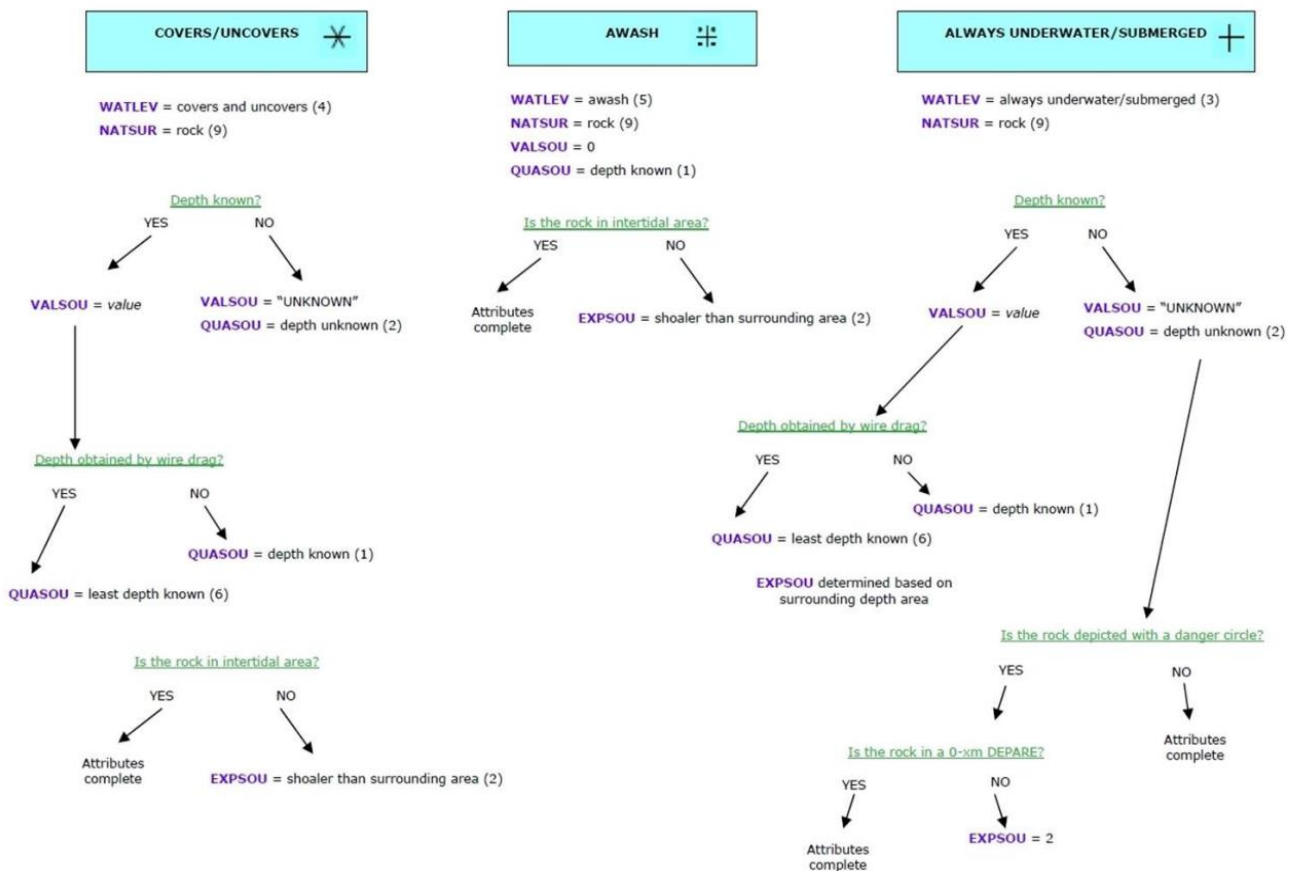 COVERS/UNCOVERS
WATLEV = covers and uncovers (4)
NATSUR = rock (9)
Depth known?
YES
NO
VALSOU = value
VALSOU = "UNKNOWN"
QUASOU = depth unknown (2)
Depth obtained by wire drag?
YES
NO
QUASOU = depth known (1)
QUASOU = least depth known (6)
Is the rock in intertidal area?
YES
NO
Attributes
complete
EXPSOU = shoaler than surrounding area (2)
AWASH
WATLEV = awash (5)
NATSUR = rock (9)
VALSOU = 0
QUASOU = depth known (1)
Is the rock in intertidal area?
YES
NO
Attributes
complete
EXPSOU = shoaler than surrounding area (2)
ALWAYS UNDERWATER/SUBMERGED
WATLEV = always underwater/submerged (3)
NATSUR = rock (9)
Depth known?
YES
NO
VALSOU = value
VALSOU = "UNKNOWN"
QUASOU = depth unknown (2)
Depth obtained by wire drag?
YES
NO
QUASOU = depth known (1)
QUASOU = least depth known (6)
EXPSOU determined based on
surrounding depth area
Is the rock depicted with a danger circle?
YES
NO
Is the rock in a 0-xm DEPARE?
Attributes
complete
YES
NO
Attributes
complete
EXPSOU = 2